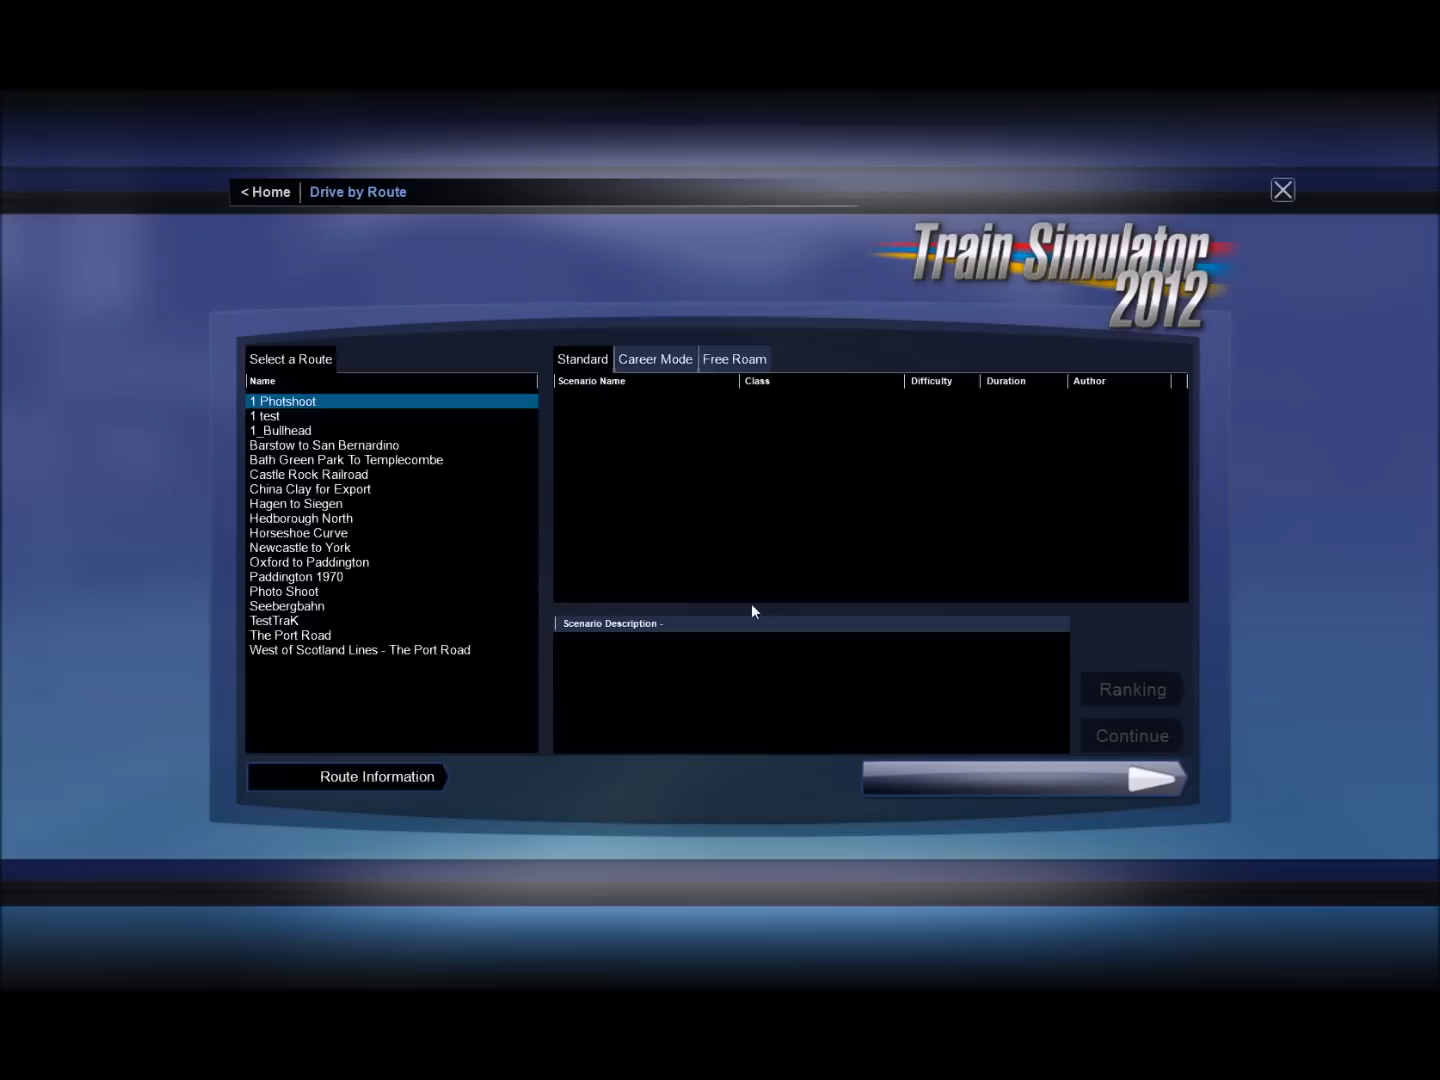 < Home
Drive by Route
Train Simulator
2012
Select a Route
Name
1 Photshoot
1 test
1_Bullhead
Barstow to San Bernardino
Bath Green Park To Templecombe
Castle Rock Railroad
China Clay for Export
Hagen to Siegen
Hedborough North
Horseshoe Curve
Newcastle to York
Oxford to Paddington
Paddington 1970
Photo Shoot
Seebergbahn
TestTraK
The Port Road
West of Scotland Lines - The Port Road
Route Information
Standard Career Mode Free Roam
Scenario Name Class Difficulty Duration Author
Scenario Description -
Ranking
Continue